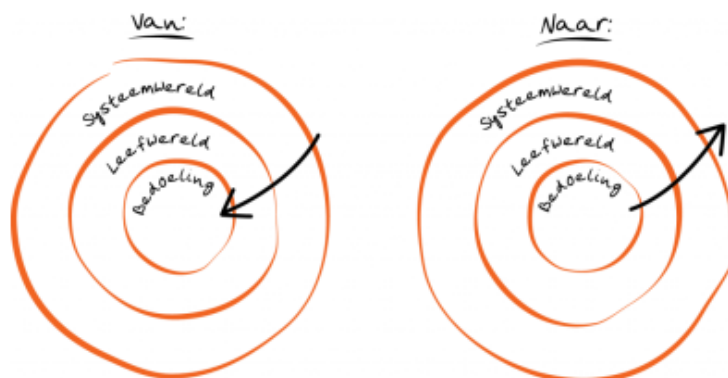 Van:
Systeemwereld
Leefwereld
Bedoeling
Naar:
Systeemwereld
Leefwereld
Bedoeling